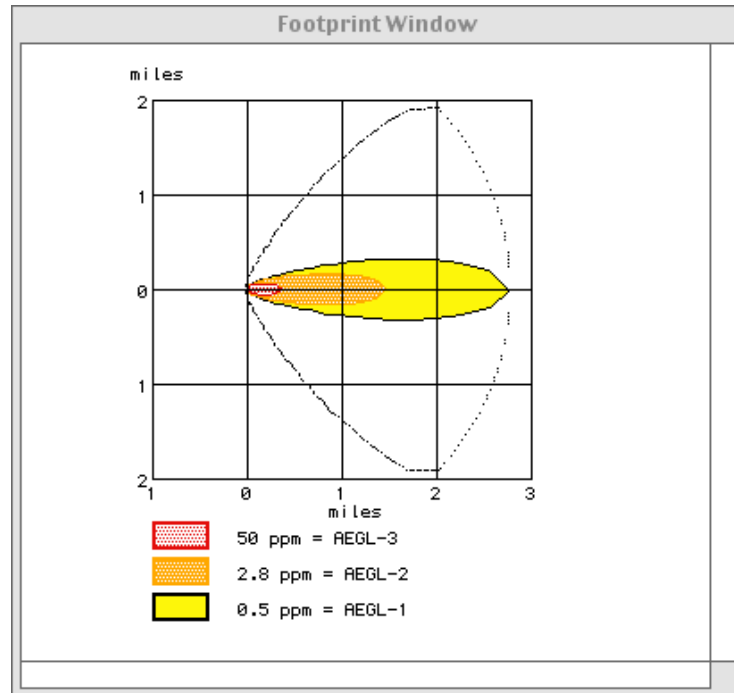 Footprint Window
miles
2
1
0
1
2
1 0 1 2 3
miles
50 ppm = AEGL-3
2.8 ppm = AEGL-2
0.5 ppm = AEGL-1